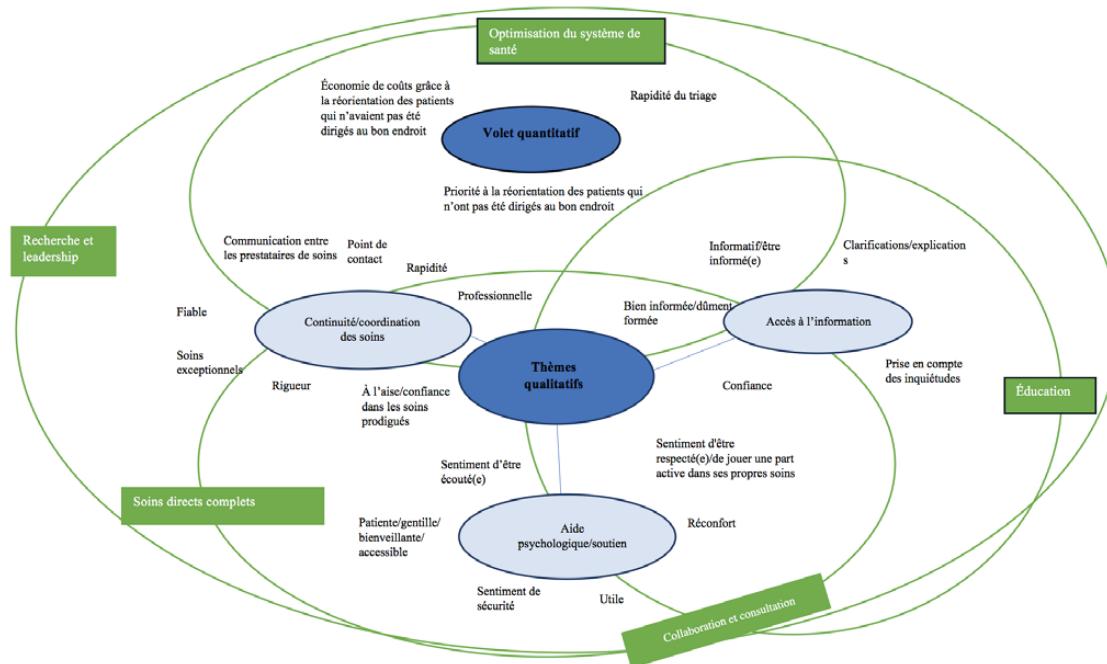 Optimisation du système de
santé
Économie de coûts grâce à
la réorientation des patients
qui n'avaient pas été
dirigés au bon endroit
Rapidité du triage
Volet quantitatif
Priorité à la réorientation des patients qui
n'ont pas été dirigés au bon endroit
Recherche et
leadership
Communication entre
les prestataires de soins
Point de
contact
Rapidité
Informatif/être
informé(e)
Clarifications/explication
s
Fiable
Continuité/coordination
des soins
Professionnelle
Bien informée/dûment
formée
Accès à l'information
Soins
exceptionnels
Rigueur
À l'aise/confiance
dans les soins
prodigués
Thèmes
qualitatifs
Confiance
Prise en compte
des inquiétudes
Éducation
Sentiment d'être
écouté(e)
Sentiment d'être
respecté(e)/de jouer une part
active dans ses propres soins
Soins directs complets
Patiente/gentille/
bienveillante/
accessible
Aide
psychologique/soutien
Réconfort
Sentiment de
sécurité
Utile
Collaboration et consultation